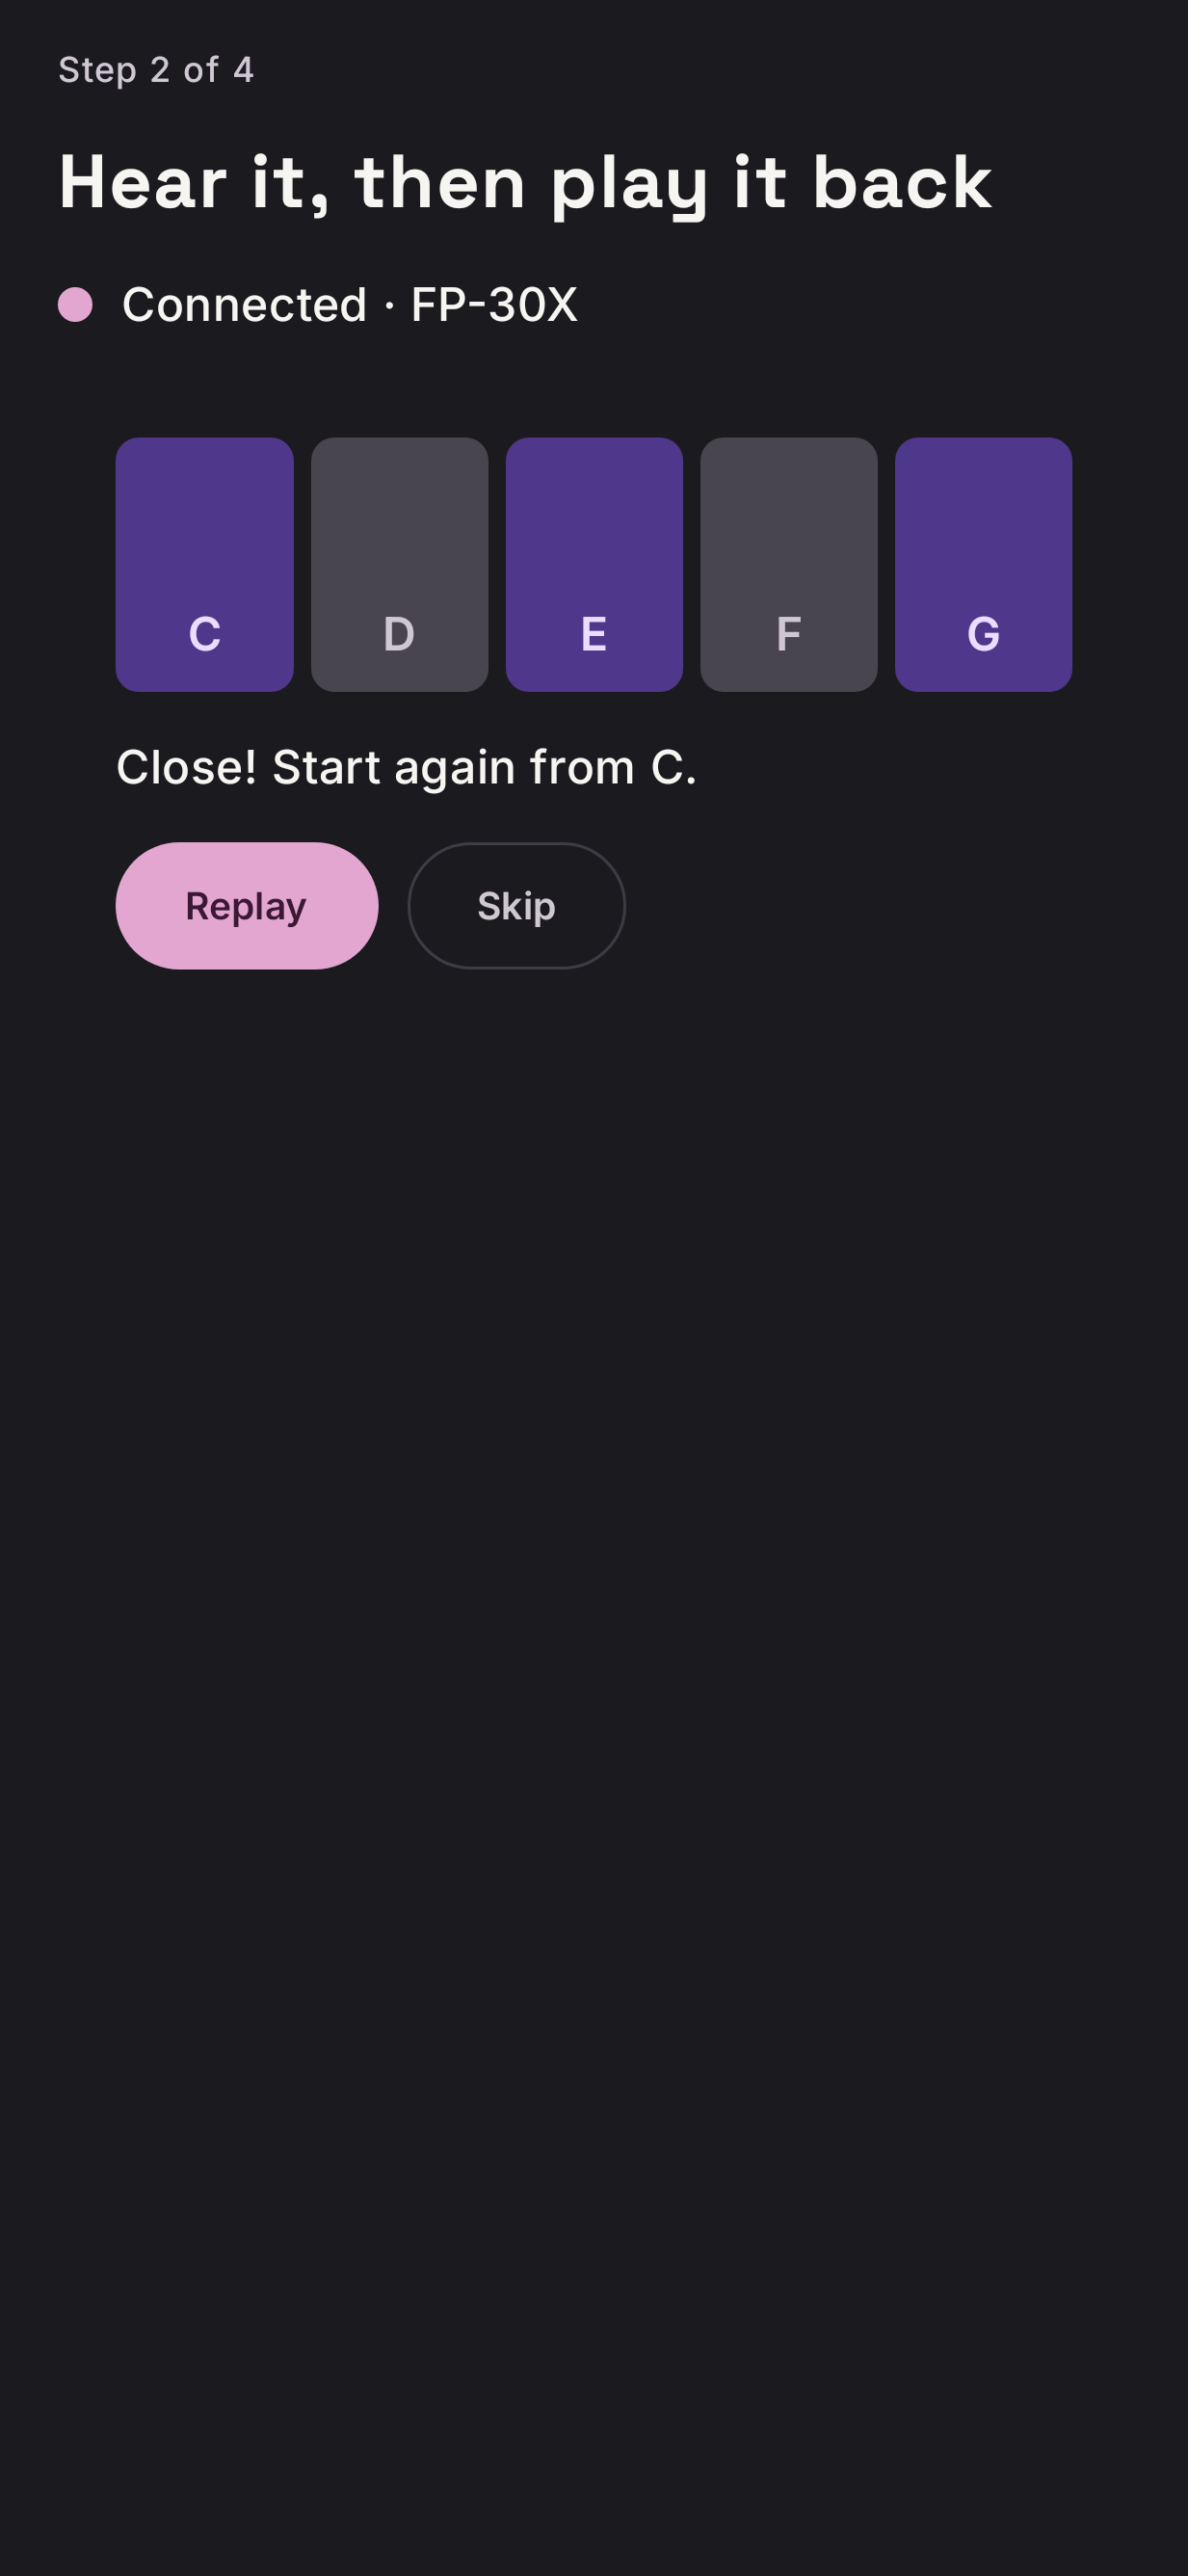 Step 2 of 4
Hear it, then play it back
Connected · FP-30X
C D E F G
Close! Start again from C.
Replay Skip